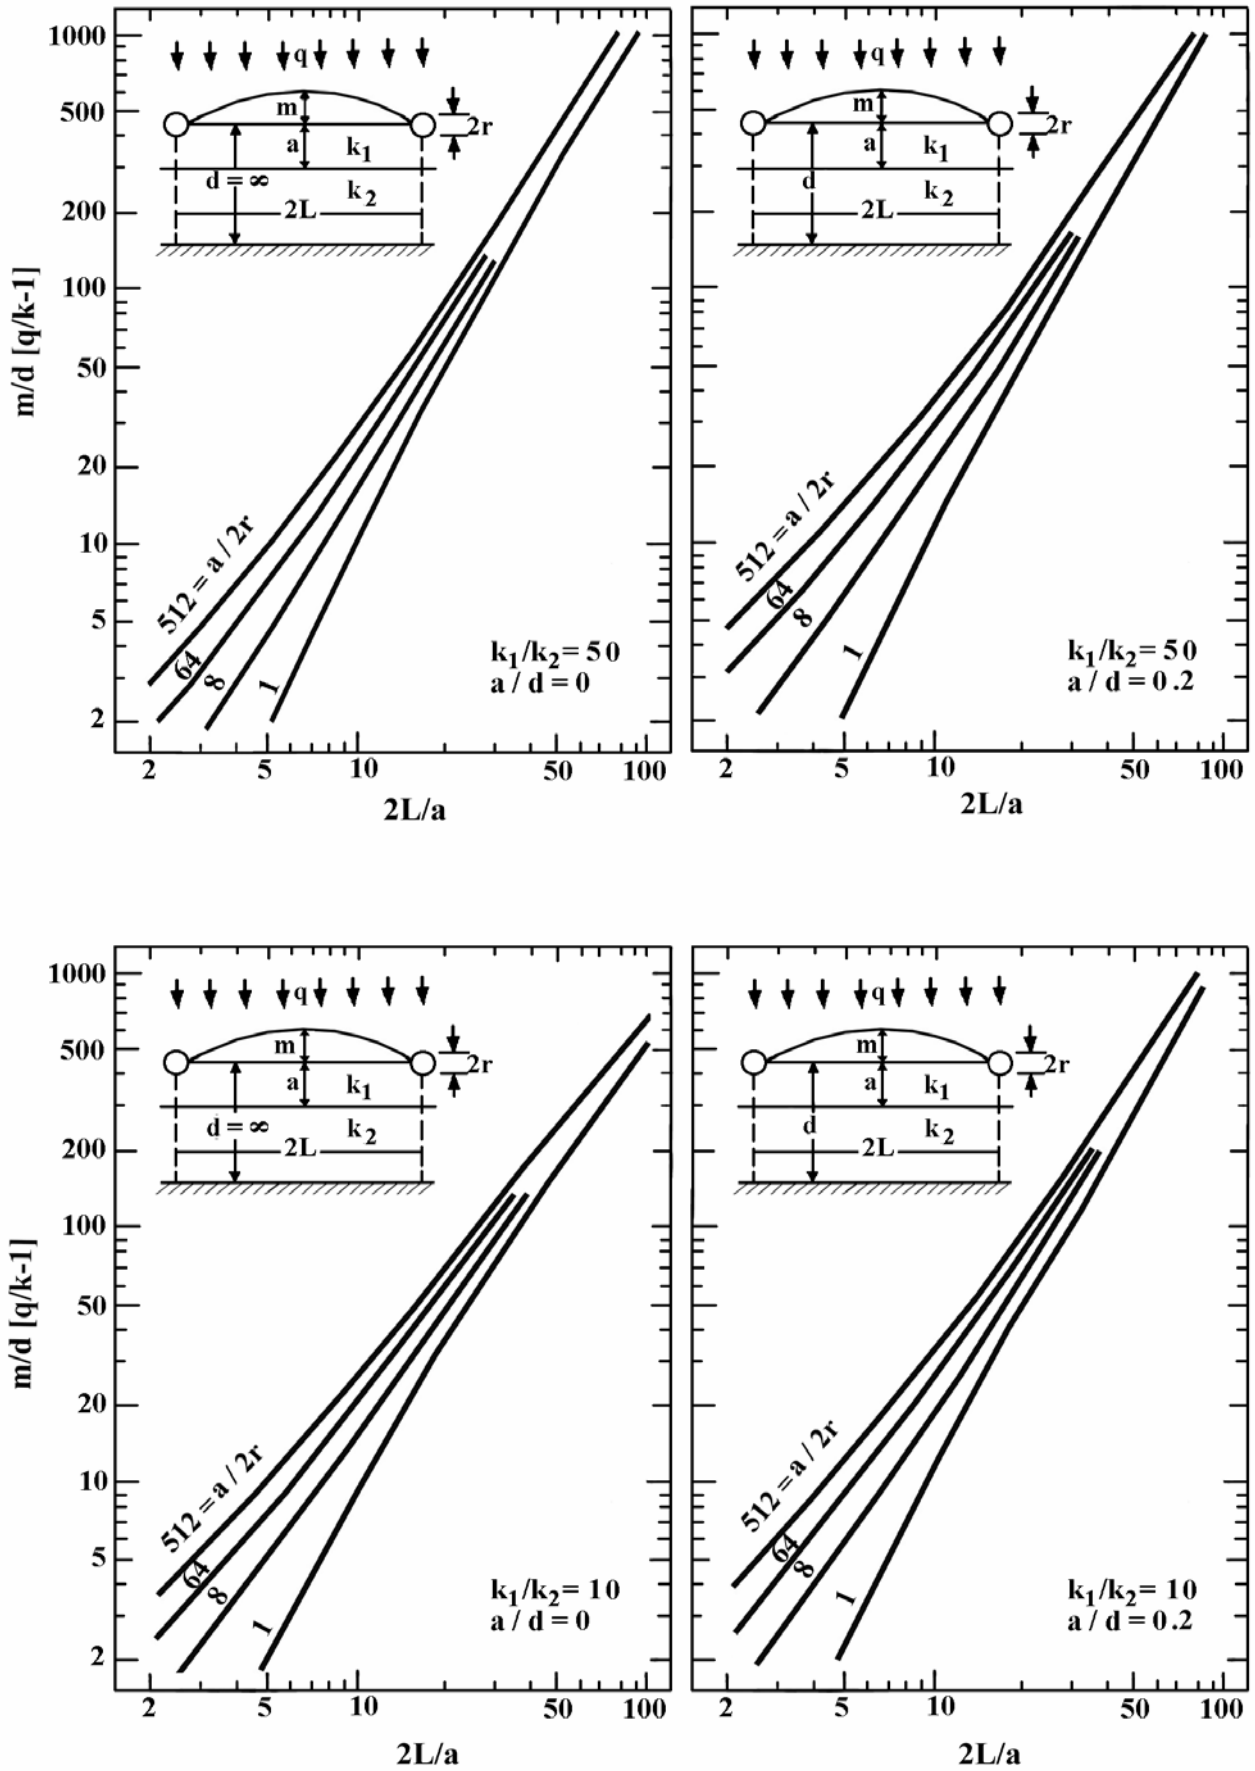 1000
500
200
100
50
20
10
5
2
m/d [q/k-1]
q
m
a
k1
2r
d = ∞
k2
2L
512 = a / 2r
64
8
1
k1/k2= 50
a / d = 0
2
5
10
50
100
2L/a
q
m
a
k1
2r
d
k2
2L
512 = a / 2r
64
8
1
k1/k2= 50
a / d = 0.2
2
5
10
50
100
2L/a
1000
500
200
100
50
20
10
5
2
m/d [q/k-1]
q
m
a
k1
2r
d = ∞
k2
2L
512 = a / 2r
64
8
1
k1/k2= 10
a / d = 0
2
5
10
50
100
2L/a
q
m
a
k1
2r
d
k2
2L
512 = a / 2r
64
8
1
k1/k2= 10
a / d = 0.2
2
5
10
50
100
2L/a